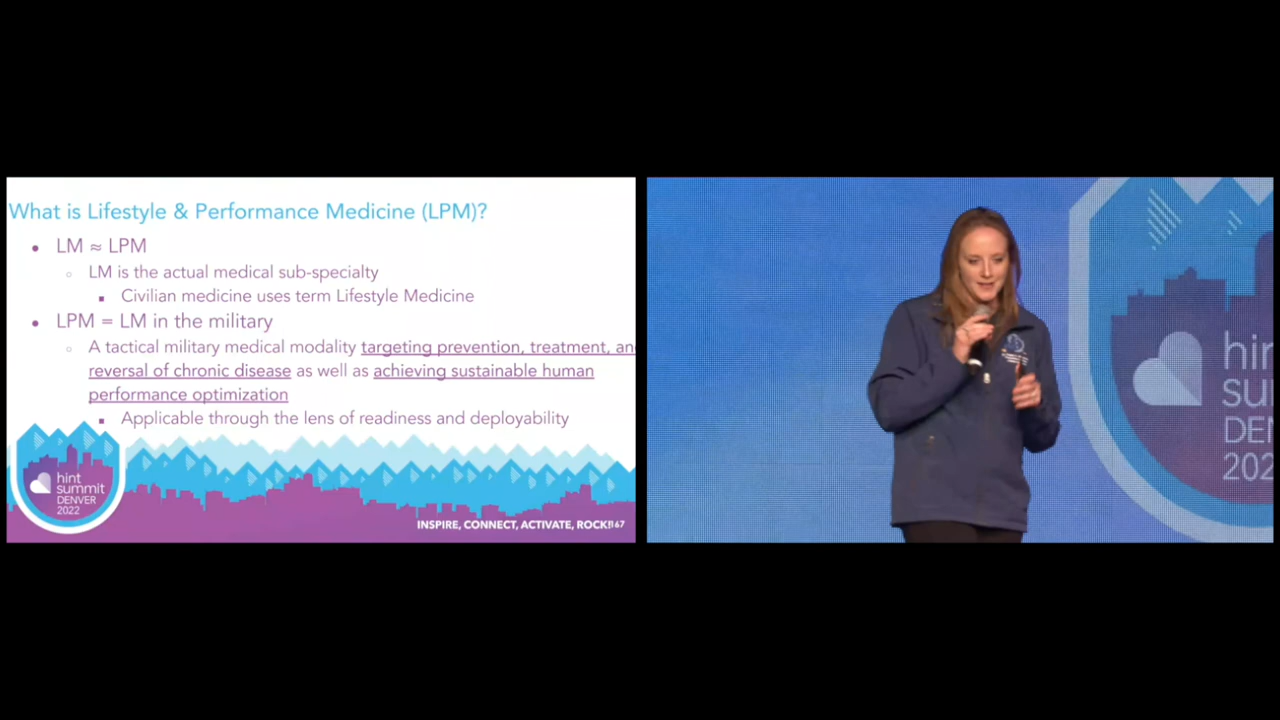 What is Lifestyle & Performance Medicine (LPM)?
• LM ≈ LPM
○ LM is the actual medical sub-specialty
▪ Civilian medicine uses term Lifestyle Medicine
• LPM = LM in the military
○ A tactical military medical modality targeting prevention, treatment, an
reversal of chronic disease as well as achieving sustainable human
performance optimization
▪ Applicable through the lens of readiness and deployability
hint
summit
DENVER
2022
INSPIRE, CONNECT, ACTIVATE, ROCK!
hin
su
DEN
202